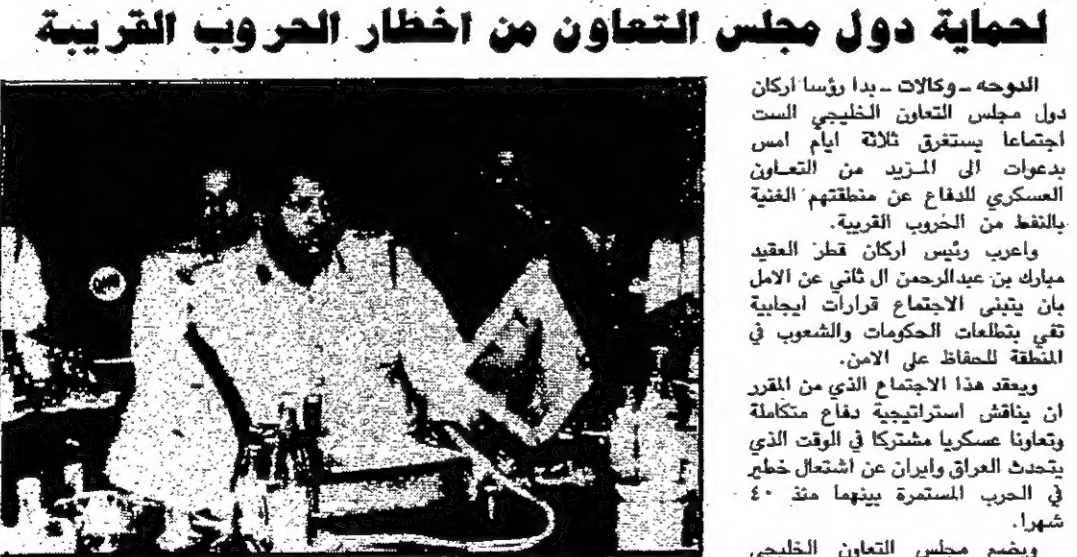 لحماية دول مجلس التعاون من اخطار الحروب القريبة
الدوحه - وكالات - بدا رؤسا اركان
دول مجلس التعاون الخليجي الست
اجتماعا يستغرق ثلاثة ايام امس
بدعوات الى المزيد من التعاون
العسكري للدفاع عن منطقتهم الغنية
بالنفط من الحروب القريبة.
واعرب رئيس اركان قطر العقيد
مبارك بن عبدالرحمن ال ثاني عن الامل
بان يتبنى الاجتماع قرارات ايجابية
تفي بتطلعات الحكومات والشعوب في
المنطقة للحفاظ على الامن.
ويعقد هذا الاجتماع الذي من المقرر
ان يناقش استراتيجية دفاع متكاملة
وتعاونا عسكريا مشتركا في الوقت الذي
يتحدث العراق وايران عن اشتعال خطير
في الحرب المستمرة بينهما منذ ٤٠
شهرا.
ويضم مجلس التعاون الخليجي